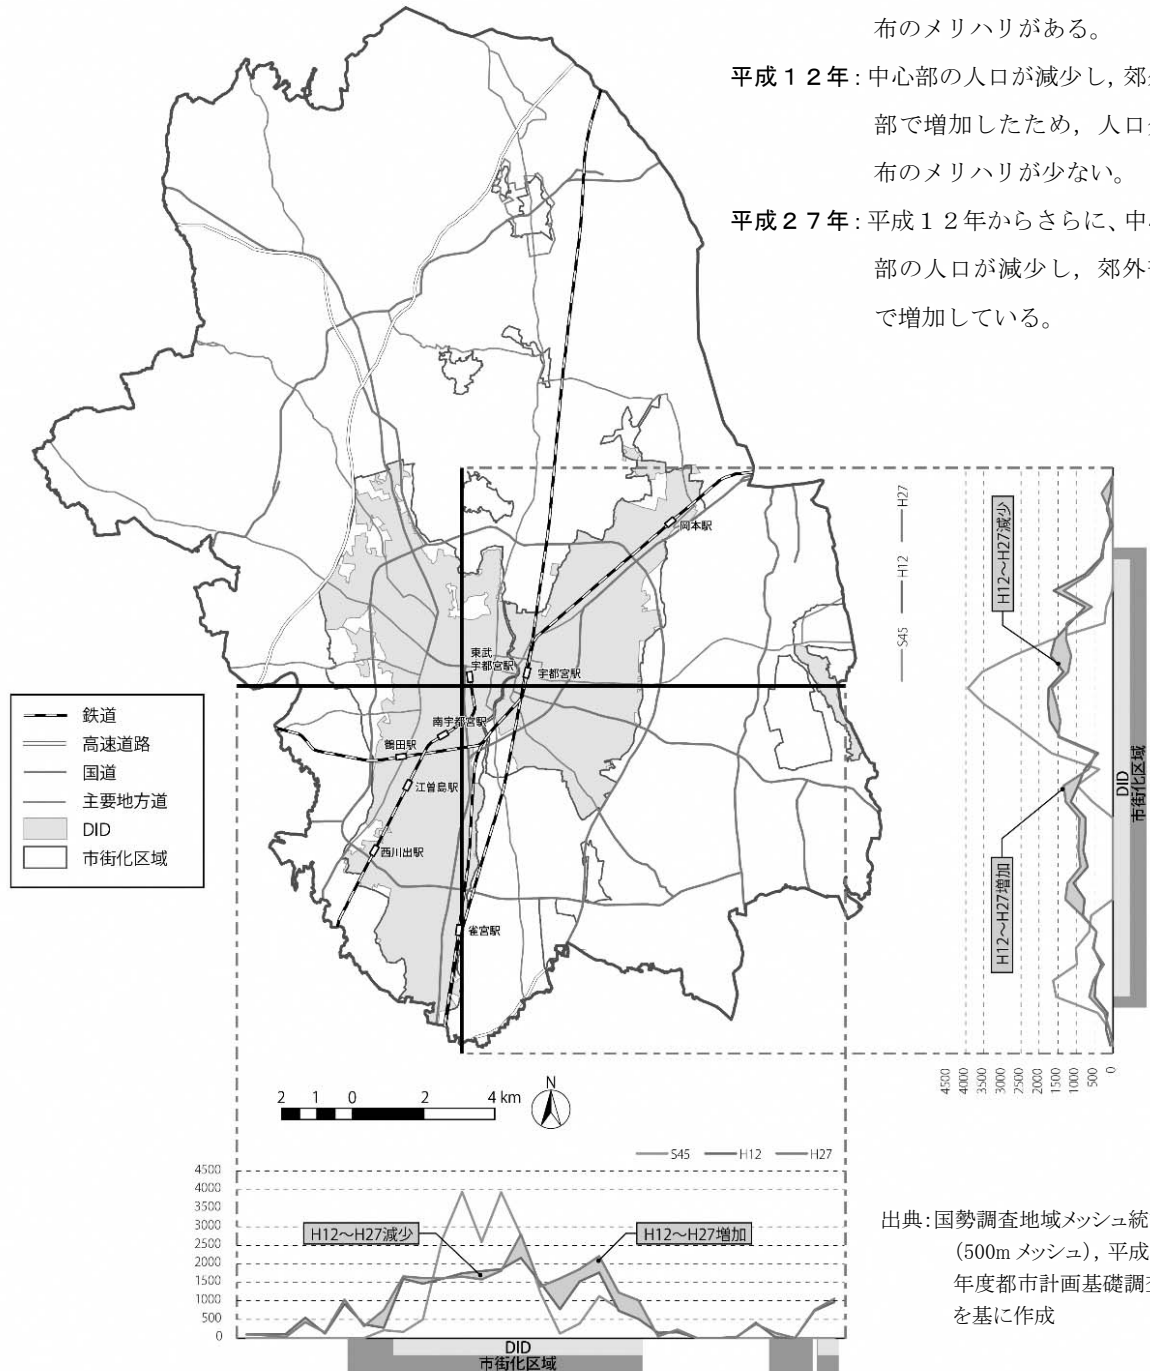 布のメリハリがある。
平成１２年：中心部の人口が減少し，郊
部で増加したため，人口
布のメリハリが少ない。
平成２７年：平成１２年からさらに、中
部の人口が減少し，郊外
で増加している。
岡本駅
東武
宇都宮駅
宇都宮駅
南宇都宮駅
鶴田駅
江曽島駅
西川田駅
雀宮駅
鉄道
高速道路
国道
主要地方道
DID
市街化区域
S45 H12 H27
H12～H27減少
H12～H27増加
DID
市街化区域
4500
4000
3500
3000
2500
2000
1500
1000
500
0
2 1 0 2 4 km
N
S45 H12 H27
4500
4000
3500
3000
2500
2000
1500
1000
500
0
H12～H27減少
H12～H27増加
DID
市街化区域
出典：国勢調査地域メッシュ統
（500m メッシュ），平成
年度都市計画基礎調
を基に作成